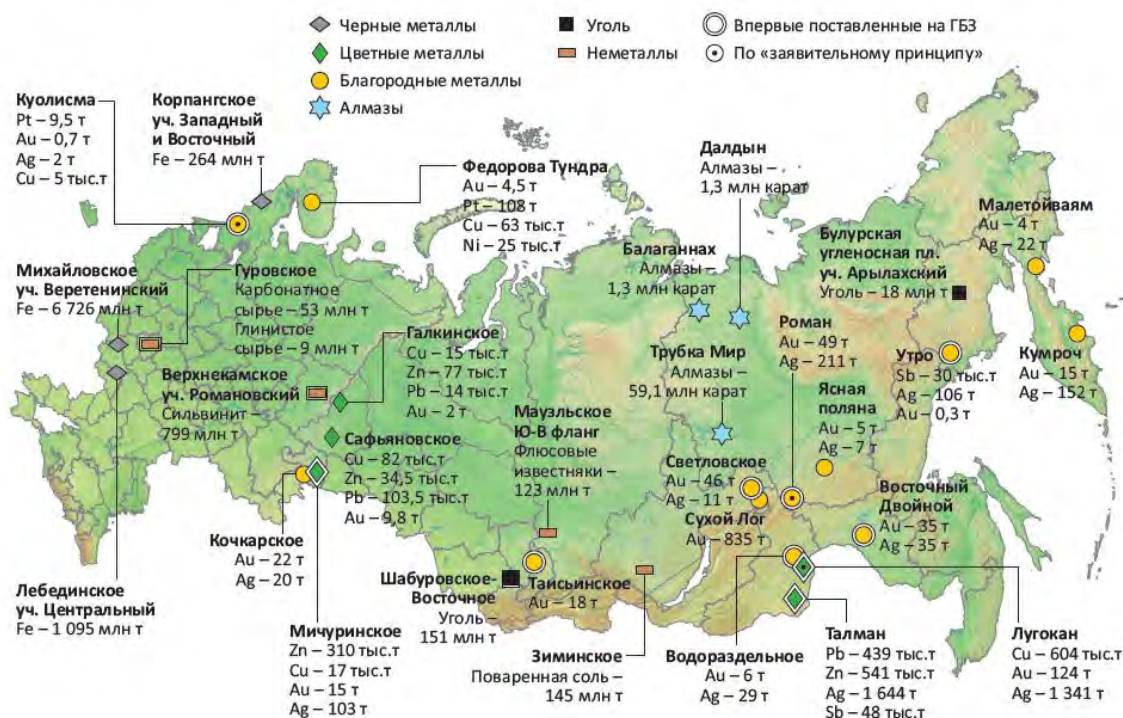 Черные металлы
Цветные металлы
Благородные металлы
Алмазы
Уголь
Неметаллы
Впервые поставленные на ГБЗ
По «заявительному принципу»
Куолисма
Pt – 9,5 т
Au – 0,7 т
Ag – 2 т
Cu – 5 тыс.т
Корпангское
уч. Западный
и Восточный
Fe – 264 млн т
Федорова Тундра
Au – 4,5 т
Pt – 108
Cu – 63 тыс.т
Ni – 25 тыс.т
Далдын
Алмазы –
1,3 млн карат
Малетойваям
Au – 4 т
Ag – 22 т
Балаганнах
Алмазы –
1,3 млн карат
Булурская
угленосная пл.
уч. Арылахский
Уголь – 18 млн т
Михайловское
уч. Веретенинский
Fe – 6 726 млн т
Гуровское
Карбонатное
сырье – 53 млн т
Глинистое
сырье – 9 млн т
Галкинское
Cu – 15 тыс.т
Zn – 77 тыс.т
Pb – 14 тыс.т
Au – 2 т
Роман
Au – 49 т
Ag – 211 т
Трубка Мир
Алмазы –
59,1 млн карат
Утро
Sb – 30 тыс.т
Ag – 106 т
Au – 0,3 т
Кумроч
Au – 15 т
Ag – 152 т
Верхнекамское
уч. Романовский
Сильвинит –
799 млн т
Ясная
поляна
Au – 5 т
Ag – 7 т
Маузльское
Ю-В фланг
Флюсовые
известняки –
123 млн т
Сафьяновское
Cu – 82 тыс.т
Zn – 34,5 тыс.т
Pb – 103,5 тыс.т
Au – 9,8 т
Светловское
Au – 46 т
Ag – 11 т
Сухой Лог
Au – 835 т
Восточный
Двойной
Au – 35 т
Ag – 35 т
Кочкарское
Au – 22 т
Ag – 20 т
Шабуровское-
Восточное
Уголь –
151 млн т
Таисьинское
Au – 18 т
Лебединское
уч. Центральный
Fe – 1 095 млн т
Мичуринское
Zn – 310 тыс.т
Cu – 17 тыс.т
Au – 15 т
Ag – 103 т
Зиминское
Поваренная соль –
145 млн т
Водораздельное
Au – 6 т
Ag – 29 т
Талман
Pb – 439 тыс.т
Zn – 541 тыс.т
Ag – 1 644 т
Sb – 48 тыс.т
Лугокан
Cu – 604 тыс.т
Au – 124 т
Ag – 1 341 т